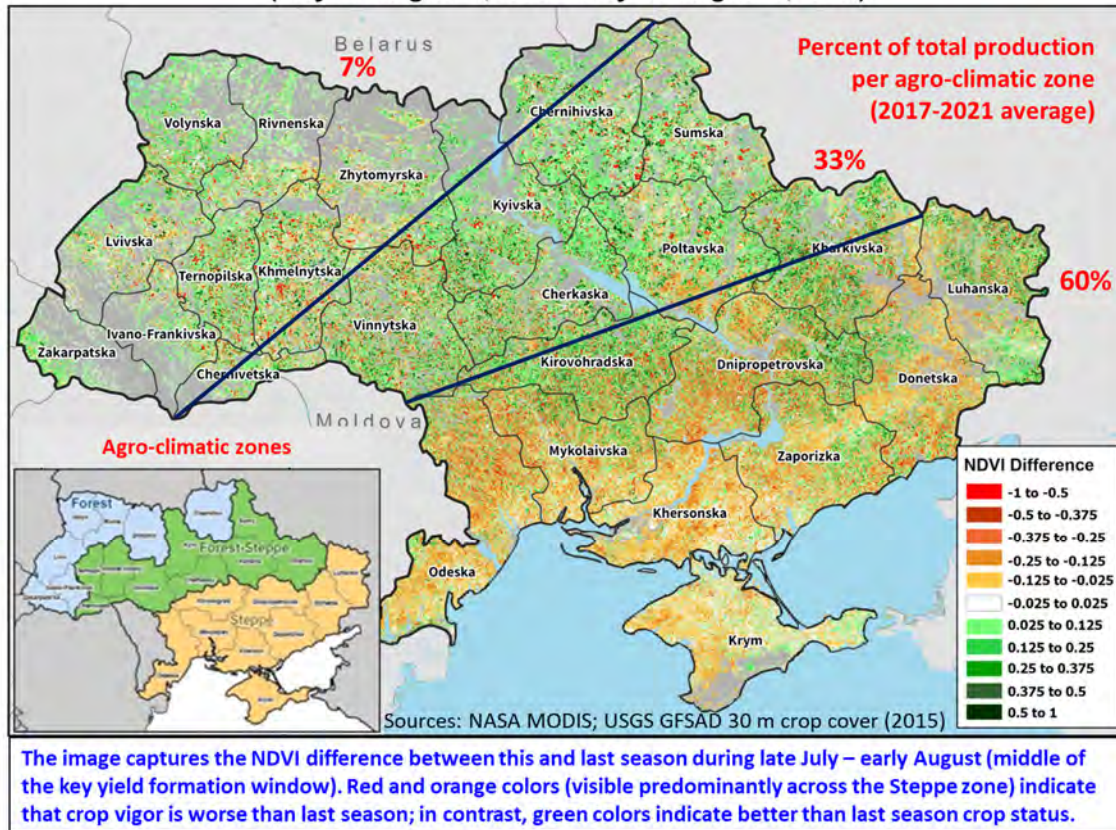 Belarus
7%
Percent of total production
per agro-climatic zone
(2017-2021 average)
Chernihivska
Volynska
Rivnenska
Sumska
Zhytomyrska
33%
Kyivska
Lvivska
Poltavska
Kharkivska
Ternopilska
Khmelnytska
60%
Luhanska
Cherkaska
Vinnytska
Ivano-Frankivska
Zakarpatska
Kirovohradska
Dnipropetrovska
Chernivetska
Donetska
Moldova
Agro-climatic zones
Mykolaivska
Zaporizka
Khersonska
Odeska
Krym
Forest
Forest-Steppe
Steppe
NDVI Difference
-1 to -0.5
-0.5 to -0.375
-0.375 to -0.25
-0.25 to -0.125
-0.125 to -0.025
-0.025 to 0.025
0.025 to 0.125
0.125 to 0.25
0.25 to 0.375
0.375 to 0.5
0.5 to 1
Sources: NASA MODIS; USGS GFSAD 30 m crop cover (2015)
The image captures the NDVI difference between this and last season during late July – early August (middle of
the key yield formation window). Red and orange colors (visible predominantly across the Steppe zone) indicate
that crop vigor is worse than last season; in contrast, green colors indicate better than last season crop status.